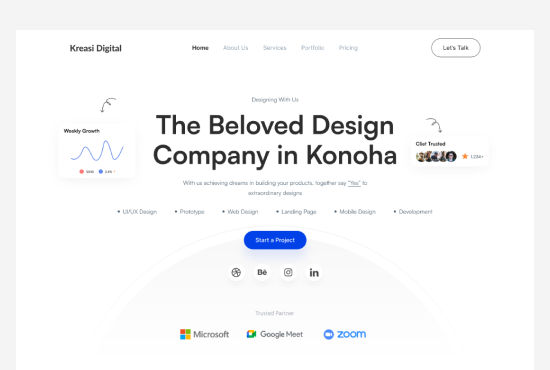 Kreasi Digital
Home About Us Services Portfolio Pricing
Let's Talk
Designing With Us
The Beloved Design
Company in Konoha
Weekly Growth
Cliet Trusted
With us achieving dreams in building your products, together say "Yes" to
extraordinary designs
• UI/UX Design • Prototype • Web Design • Landing Page • Mobile Design • Development
Start a Project
Bē
in
Trusted Partner
Microsoft Google Meet zoom